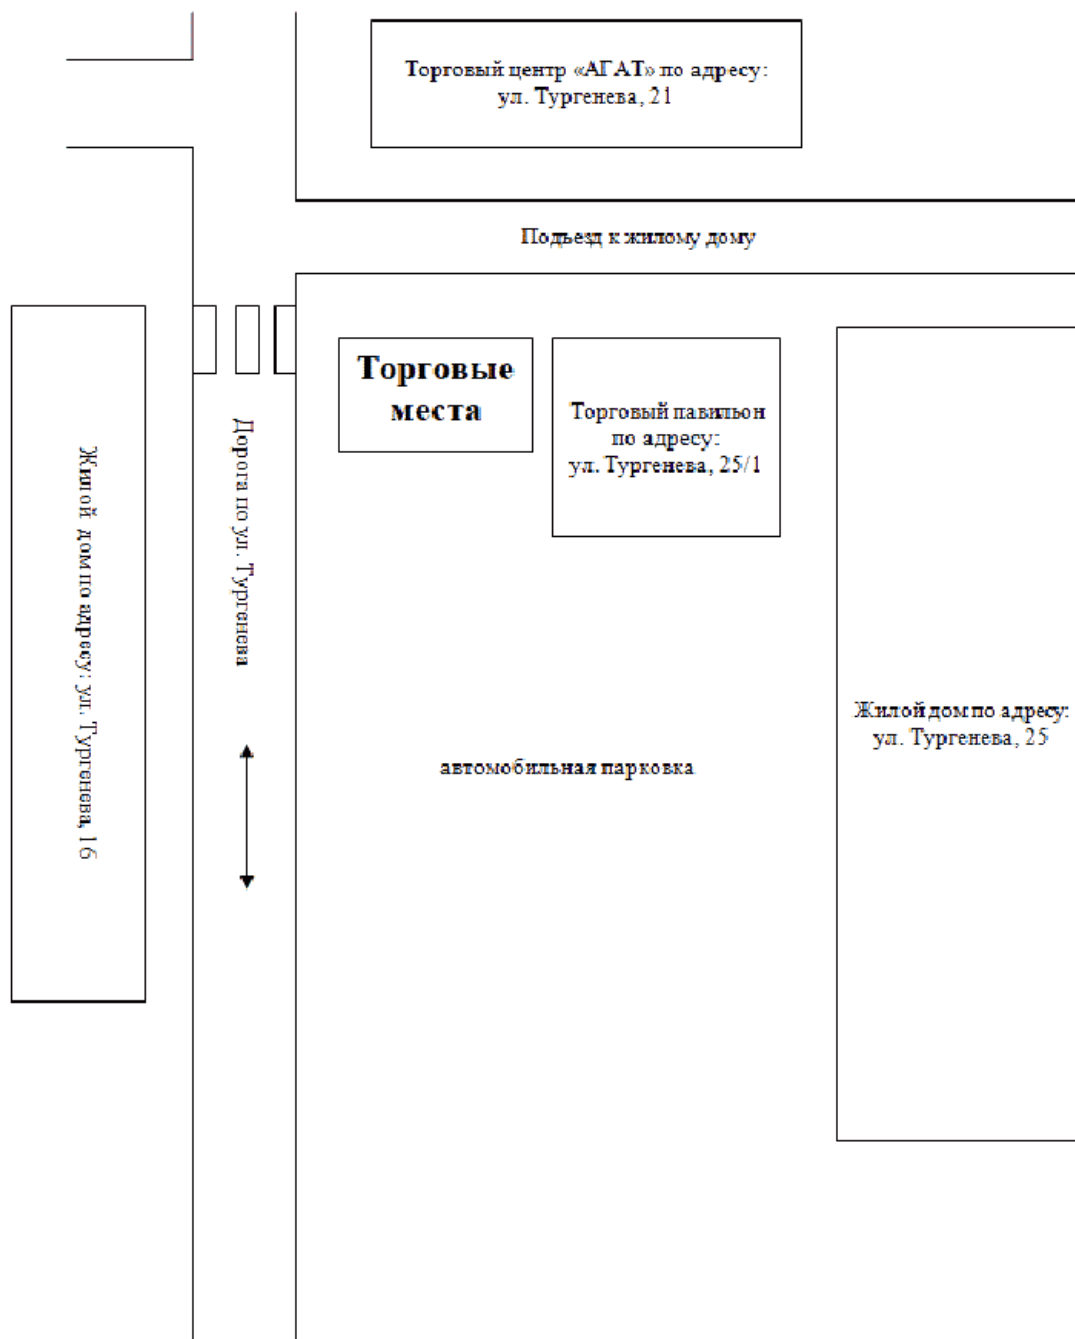 Торговый центр «АГАТ» по адресу:
ул. Тургенева, 21
Подъезд к жилому дому
Торговые
места
Торговый павильон
по адресу:
ул. Тургенева, 25/1
Дорога по ул. Тургенева
Жилой дом по адресу: ул. Тургенева, 16
Жилой дом по адресу:
ул. Тургенева, 25
автомобильная парковка